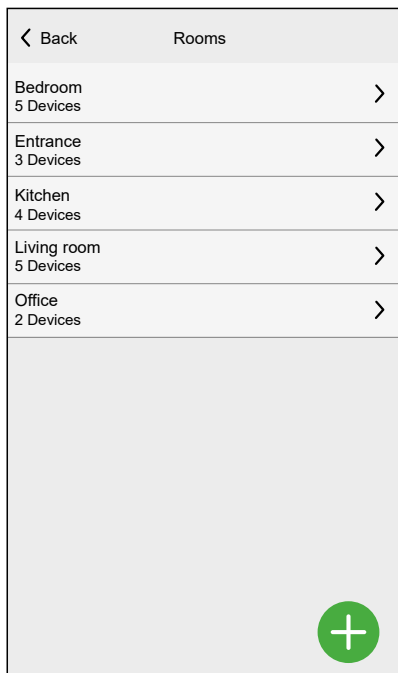 Back
Rooms
Bedroom
5 Devices
Entrance
3 Devices
Kitchen
4 Devices
Living room
5 Devices
Office
2 Devices